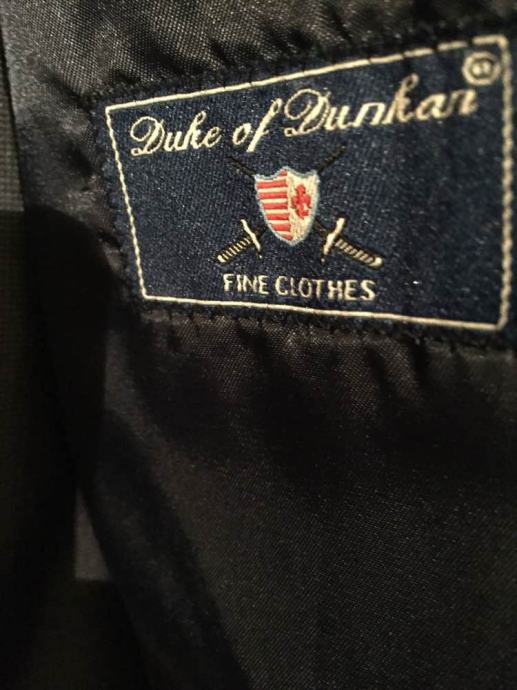 Duke of Dunkan
FINE CLOTHES